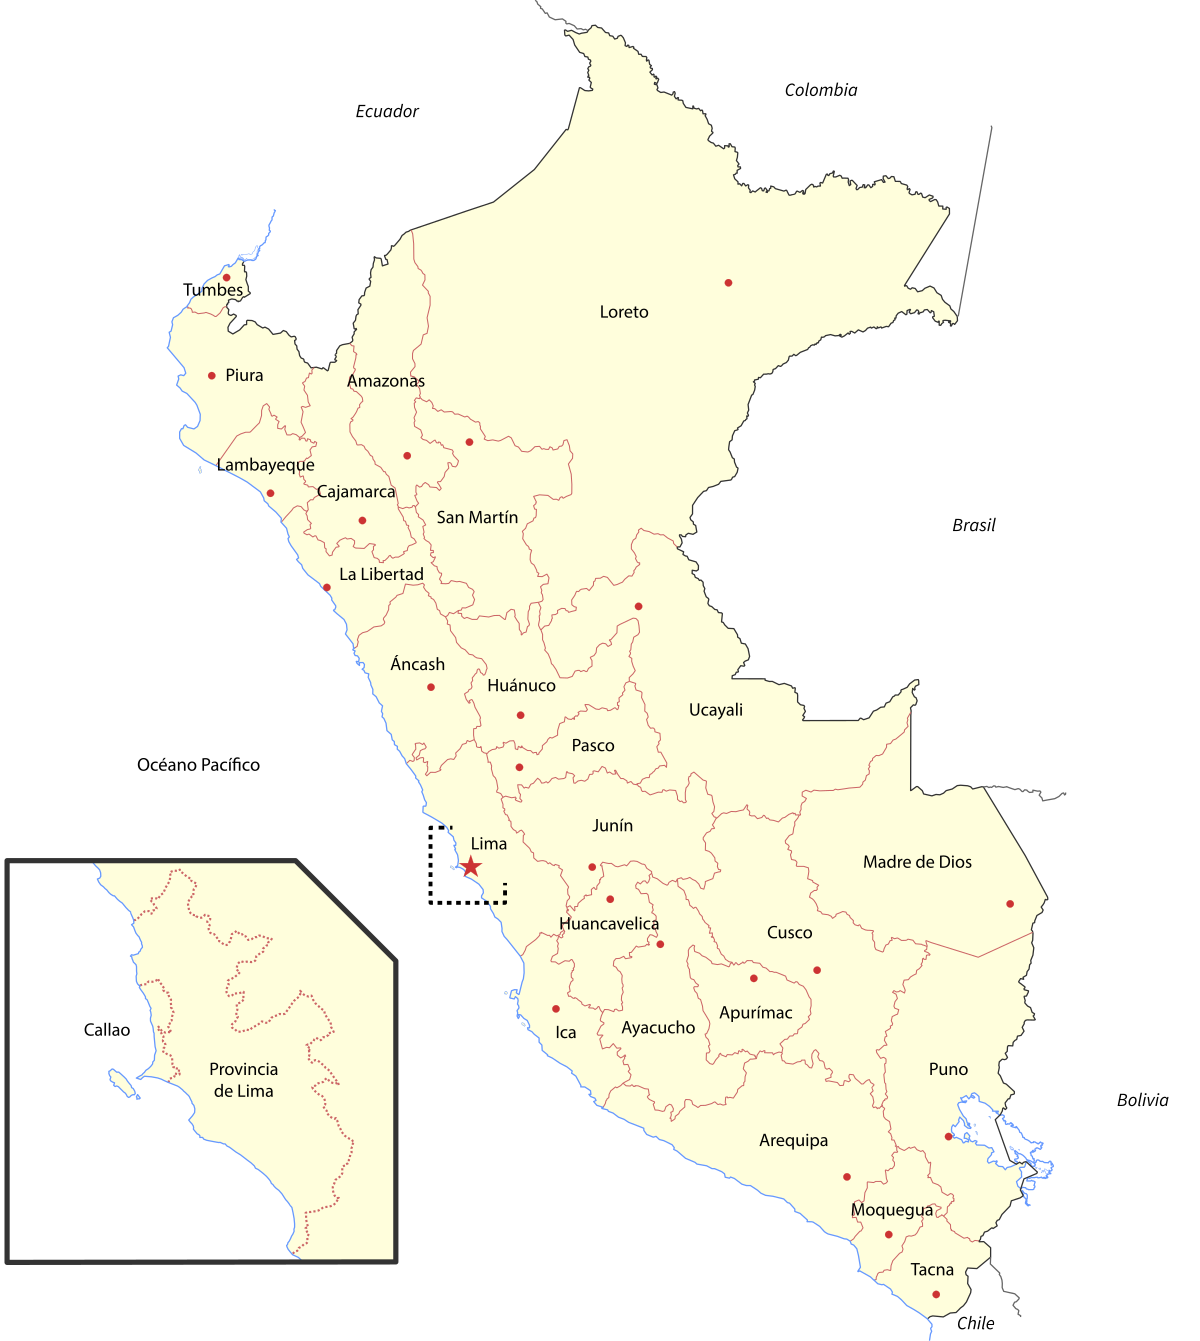 Colombia
Ecuador
Tumbes
Loreto
Piura
Amazonas
Lambayeque
Cajamarca
San Martín
Brasil
La Libertad
Áncash
Huánuco
Ucayali
Pasco
Océano Pacífico
Junín
Lima
Madre de Dios
Huancavelica
Cusco
Apurímac
Ayacucho
Ica
Callao
Provincia
de Lima
Puno
Bolivia
Arequipa
Moquegua
Tacna
Chile